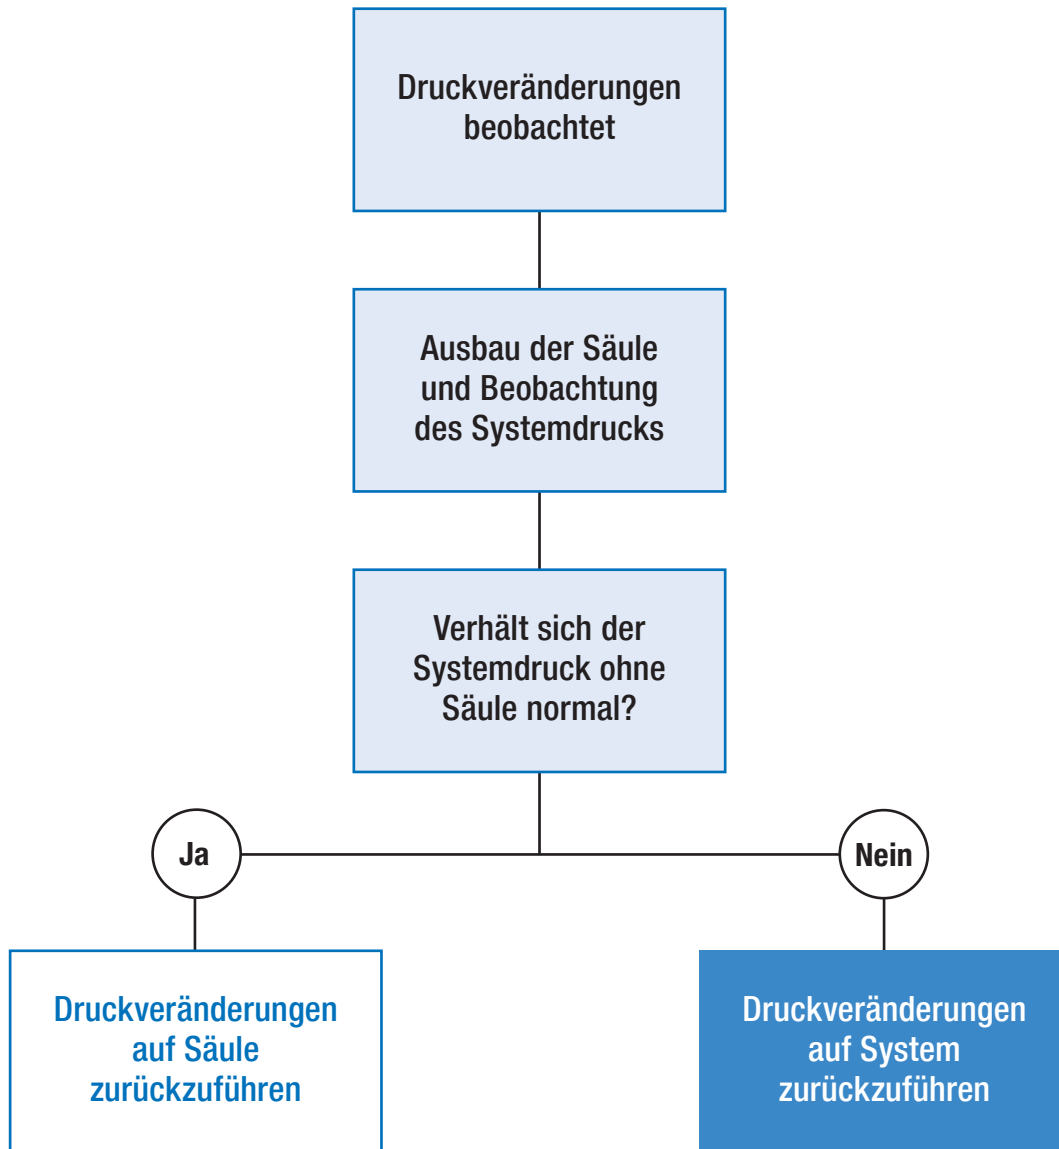 Druckveränderungen
beobachtet
Ausbau der Säule
und Beobachtung
des Systemdrucks
Verhält sich der
Systemdruck ohne
Säule normal?
Ja
Nein
Druckveränderungen
auf Säule
zurückzuführen
Druckveränderungen
auf System
zurückzuführen